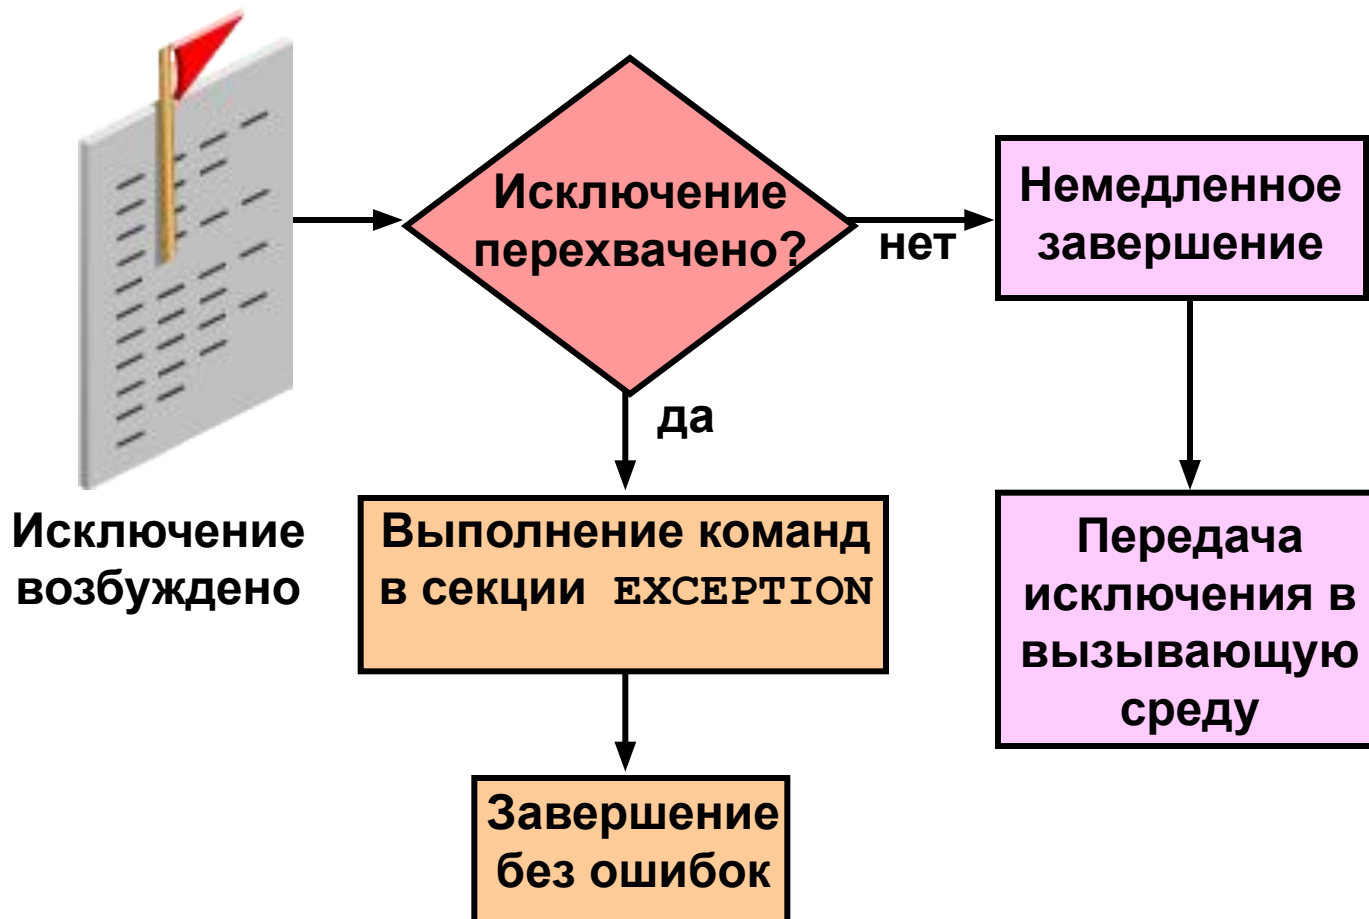 Исключение
возбуждено
Исключение
перехвачено?
нет
Немедленное
завершение
Передача
исключения в
вызывающую
среду
да
Выполнение команд
в секции EXCEPTION
Завершение
без ошибок